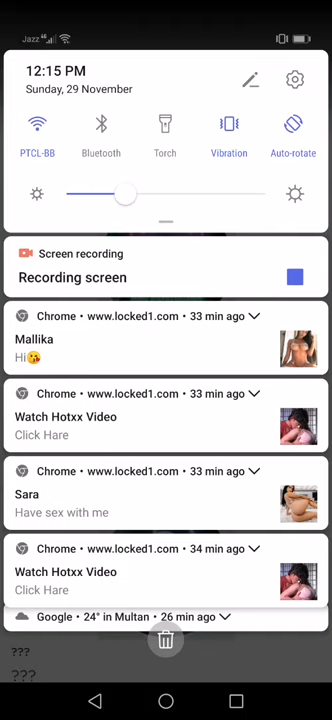 Jazz
12:15 PM
Sunday, 29 November
PTCL-BB
Bluetooth
Torch
Vibration
Auto-rotate
Screen recording
Recording screen
Chrome • www.locked1.com • 33 min ago
Mallika
Hi😘
Chrome • www.locked1.com • 33 min ago
Watch Hotxx Video
Click Hare
Chrome • www.locked1.com • 33 min ago
Sara
Have sex with me
Chrome • www.locked1.com • 34 min ago
Watch Hotxx Video
Click Hare
Google • 24° in Multan • 26 min ago
???
???